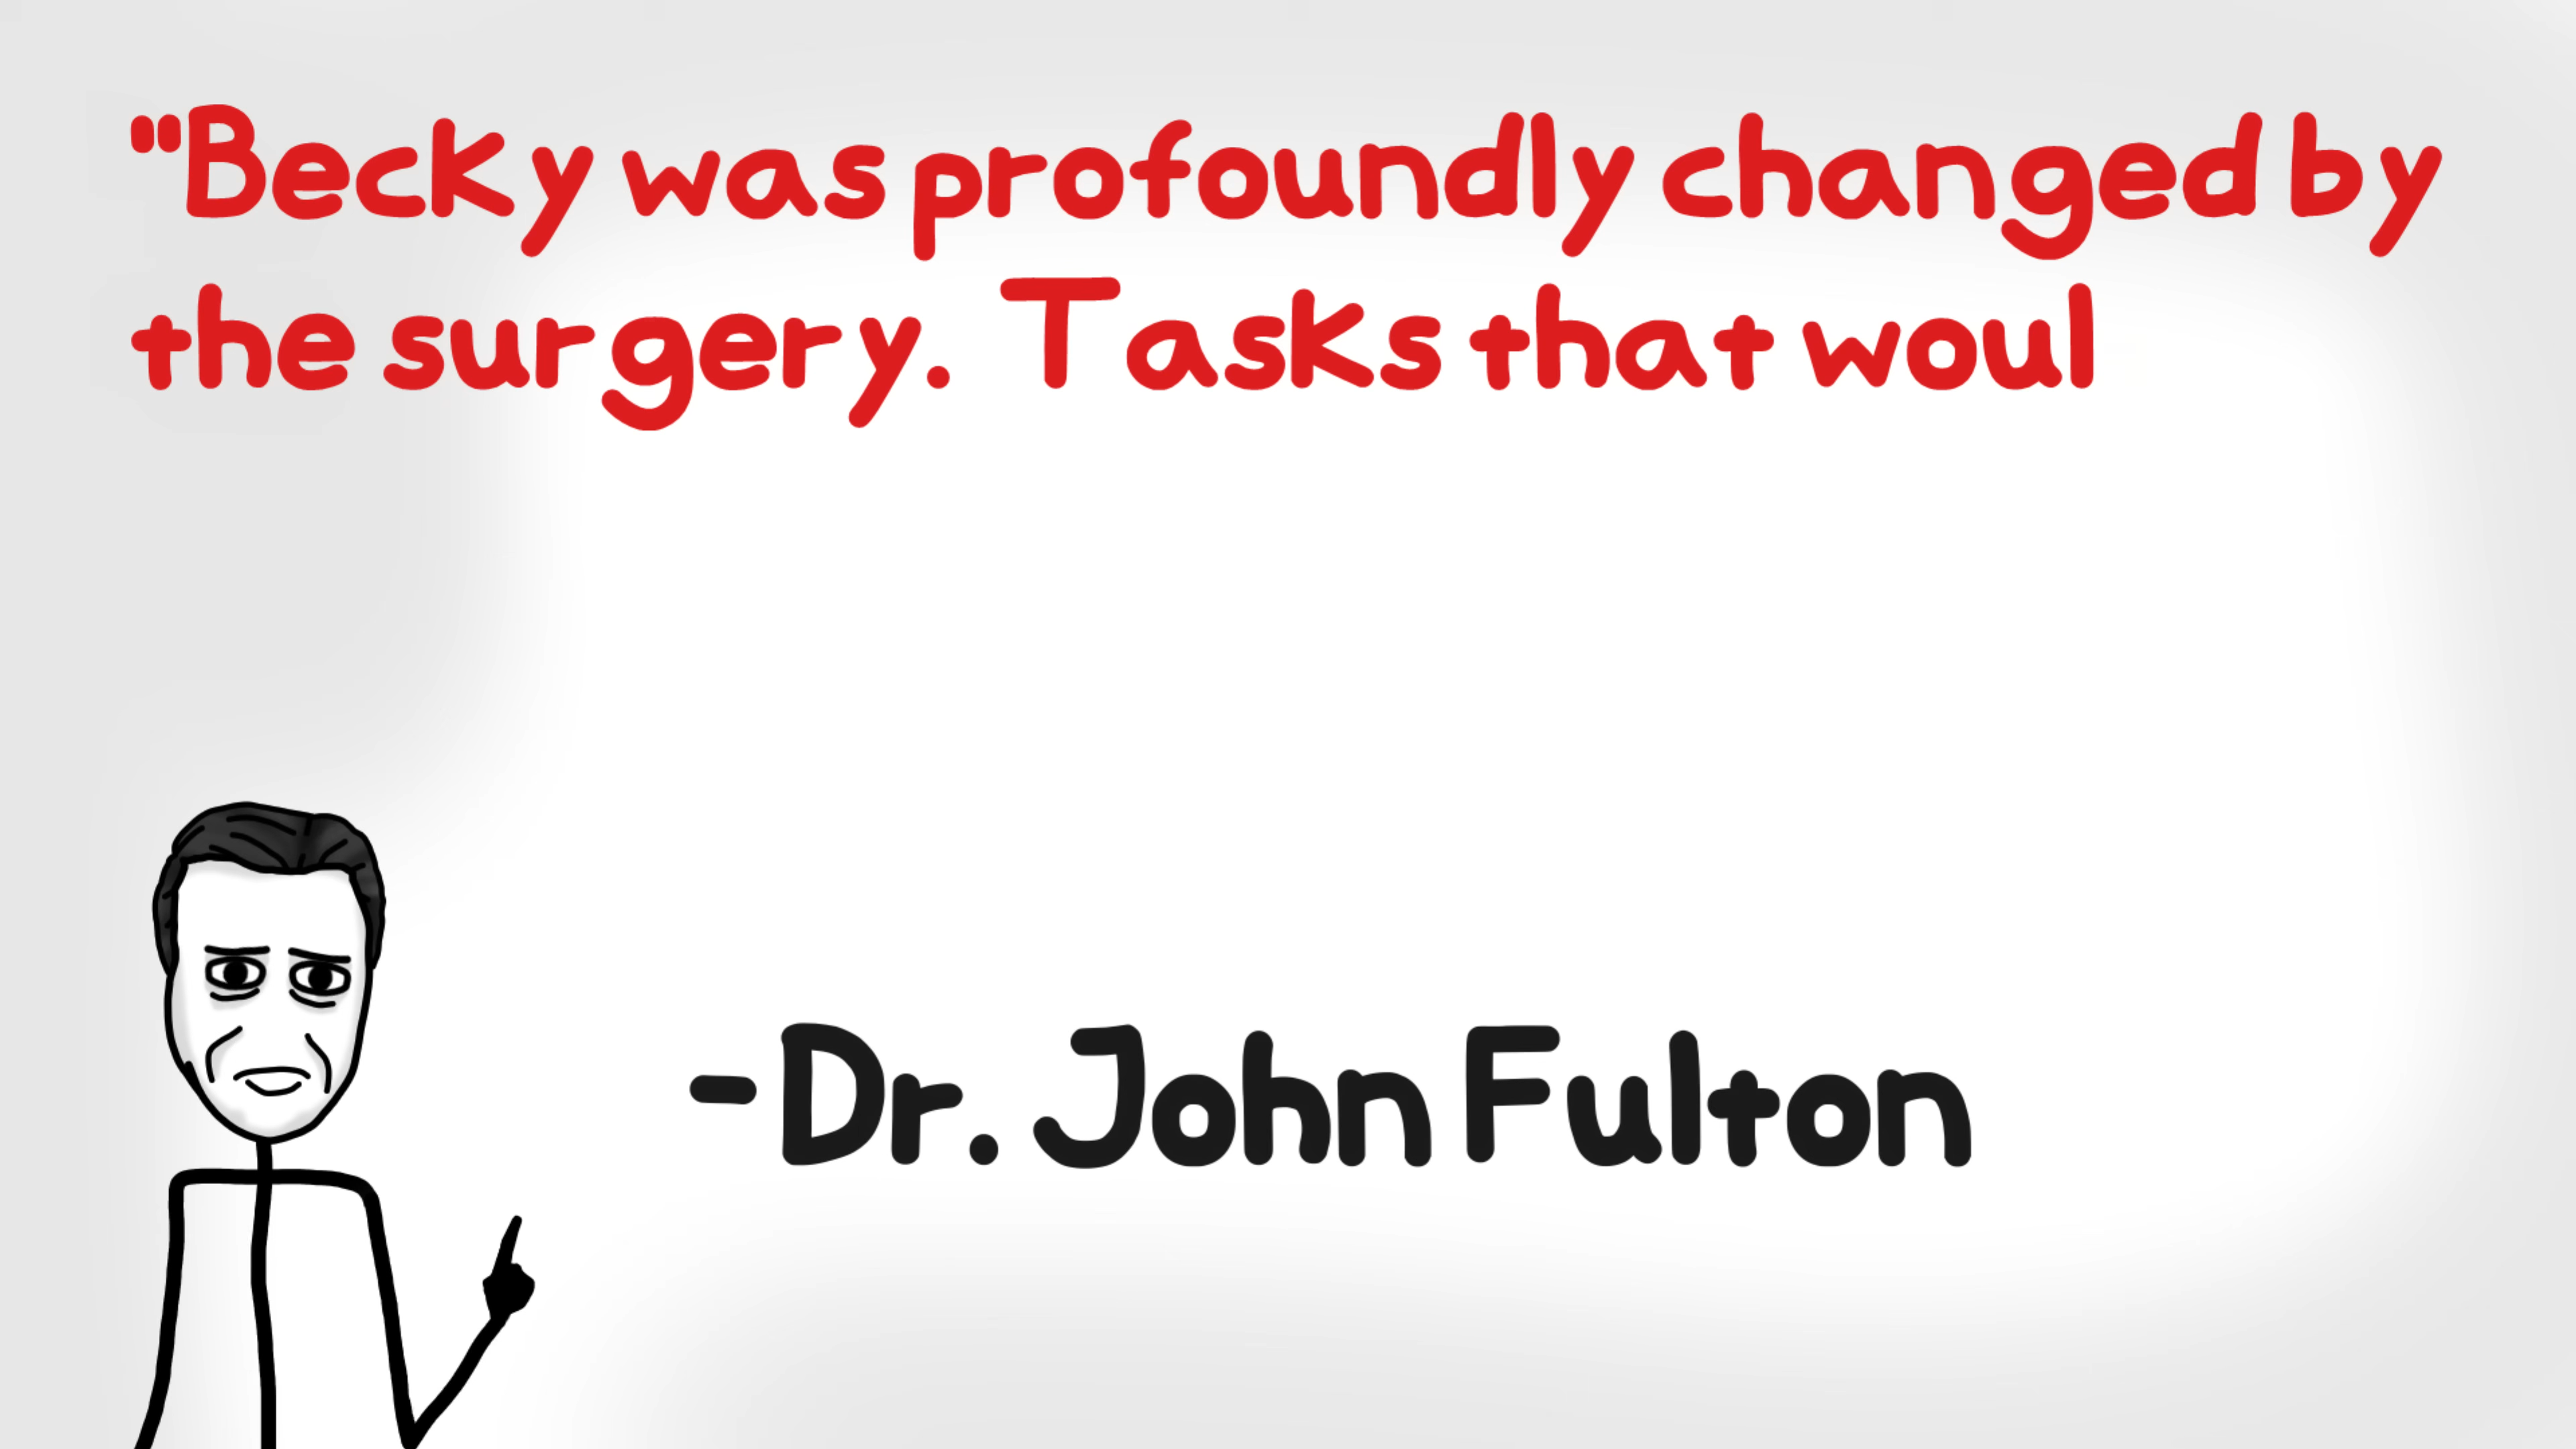 "Becky was profoundly changed by
the surgery. Tasks that woul
-Dr. John Fulton